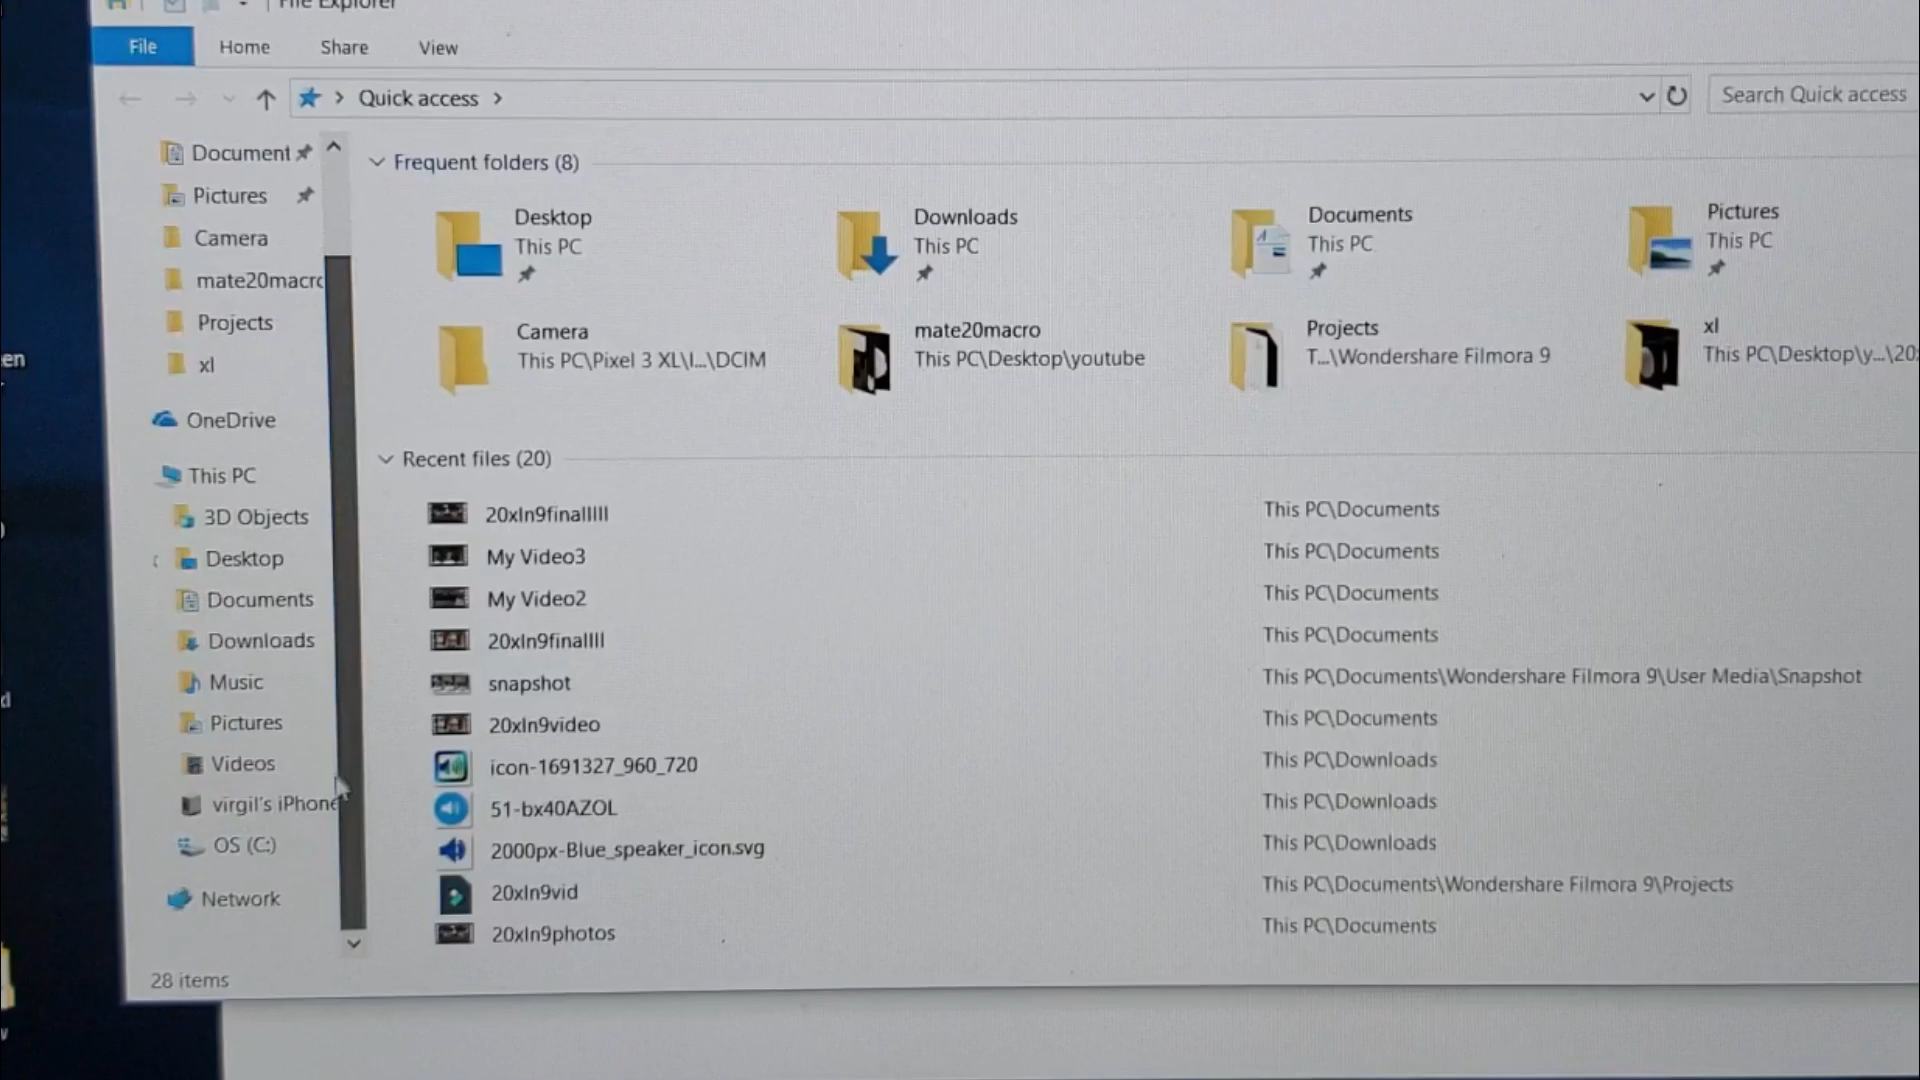 File Explorer
File Home Share View
Quick access
Search Quick access
Document
Pictures
Camera
mate20macro
Projects
xl
OneDrive
This PC
3D Objects
Desktop
Documents
Downloads
Music
Pictures
Videos
virgil's iPhone
OS (C:)
Network
28 items
Frequent folders (8)
Desktop
This PC
Downloads
This PC
Documents
This PC
Pictures
This PC
Camera
This PC\Pixel 3 XL\I...\DCIM
mate20macro
This PC\Desktop\youtube
Projects
T...\Wondershare Filmora 9
xl
This PC\Desktop\y...\20
Recent files (20)
My Video3 This PC\Documents
My Video2 This PC\Documents
This PC\Documents
snapshot This PC\Documents\Wondershare Filmora 9\User Media\Snapshot
20xln9video This PC\Documents
icon-1691327_960_720 This PC\Downloads
51-bx40AZOL This PC\Downloads
2000px-Blue_speaker_icon.svg This PC\Downloads
20xln9vid This PC\Documents\Wondershare Filmora 9\Projects
20xln9photos This PC\Documents
en